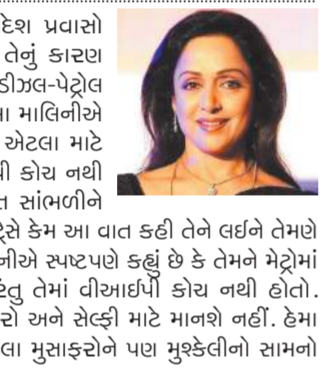 દેશ પ્રવાસો
તેનું કારણ
ડીઝલ-પેટ્રોલ
માલિનીએ
એટલા માટે
કોચ નથી
સાંભળીને
કેમ આ વાત કહી તેને લઈને તેમણે
સ્પષ્ટપણે કહ્યું છે કે તેમને મેટ્રોમાં
તેમાં વીઆઈપી કોચ નથી હોતો.
અને સેલ્ફી માટે માનશે નહીં. હેમા
મુસાફરોને પણ મુશ્કેલીનો સામનો